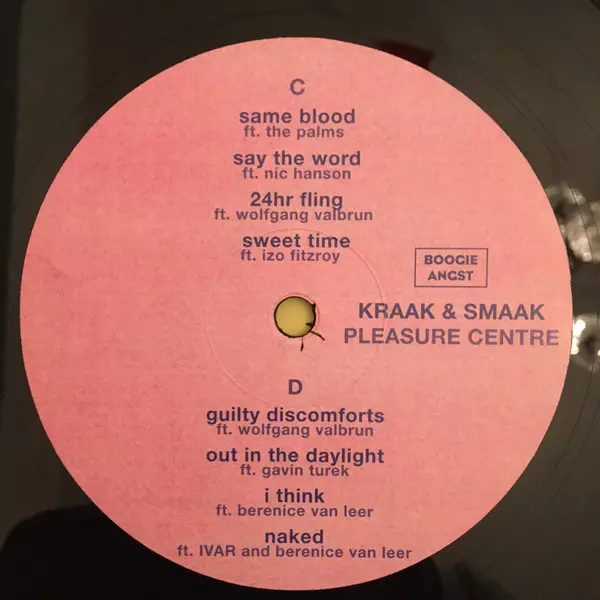 C
same blood
ft. the palms
say the word
ft. nic hanson
24hr fling
ft. wolfgang valbrun
sweet time
ft. izo fitzroy
BOOGIE
ANGST
KRAAK & SMAAK
PLEASURE CENTRE
D
guilty discomforts
ft. wolfgang valbrun
out in the daylight
ft. gavin turek
i think
ft. berenice van leer
naked
ft. IVAR and berenice van leer